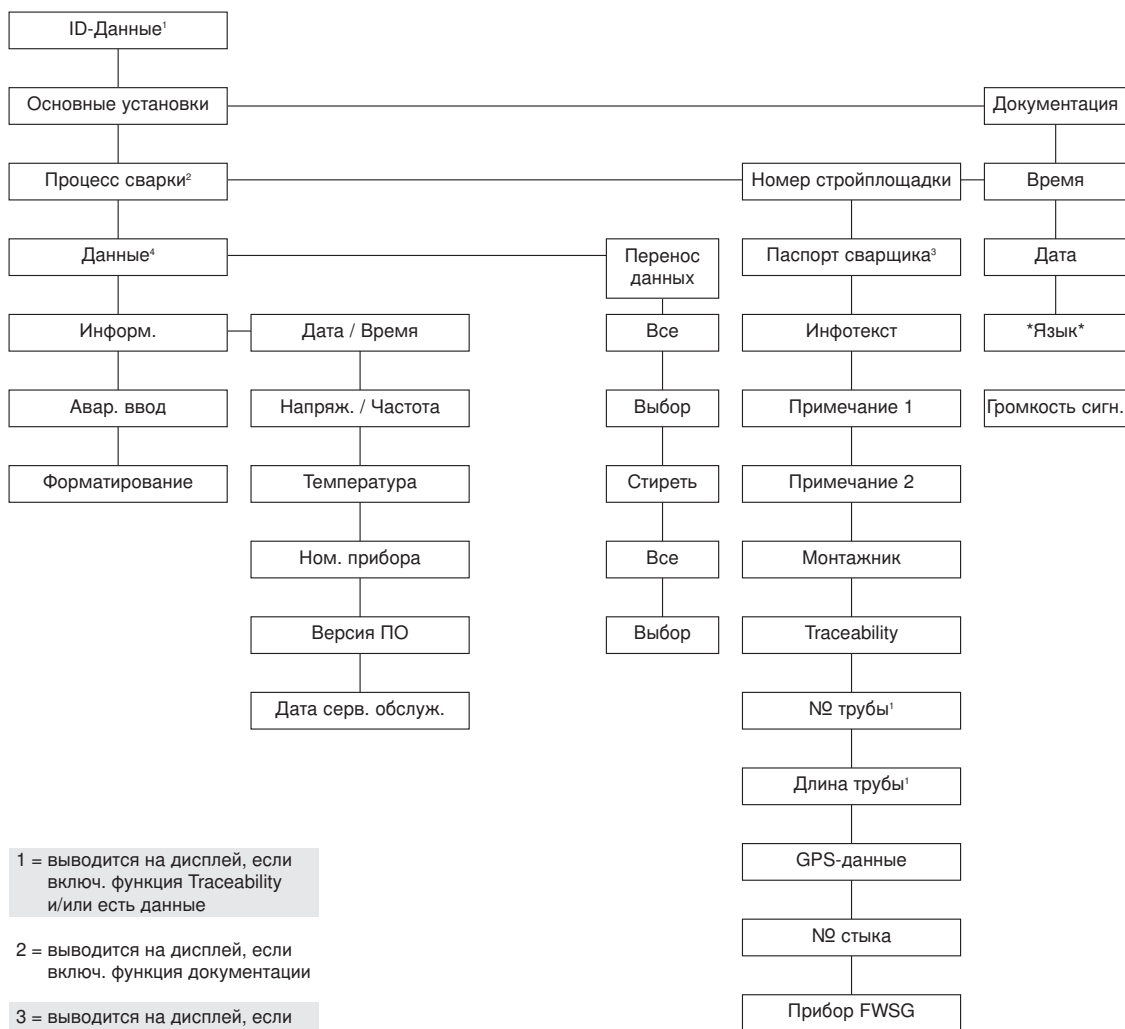 ID-Данные¹
Основные установки
Документация
Процесс сварки²
Номер стройплощадки
Время
Данные⁴
Перенос
данных
Паспорт сварщика³
Дата
Информ.
Дата / Время
Все
Инфотекст
*Язык*
Авар. ввод
Напряж. / Частота
Выбор
Примечание 1
Громкость сигн.
Форматирование
Температура
Стиреть
Примечание 2
Ном. прибора
Все
Монтажник
Версия ПО
Выбор
Traceability
Дата серв. обслуж.
№ трубы¹
Длина трубы¹
GPS-данные
№ стыка
Прибор FWSG
1 = выводится на дисплей, если
включ. функция Traceability
и/или есть данные
2 = выводится на дисплей, если
включ. функция документации
3 = выводится на дисплей, если